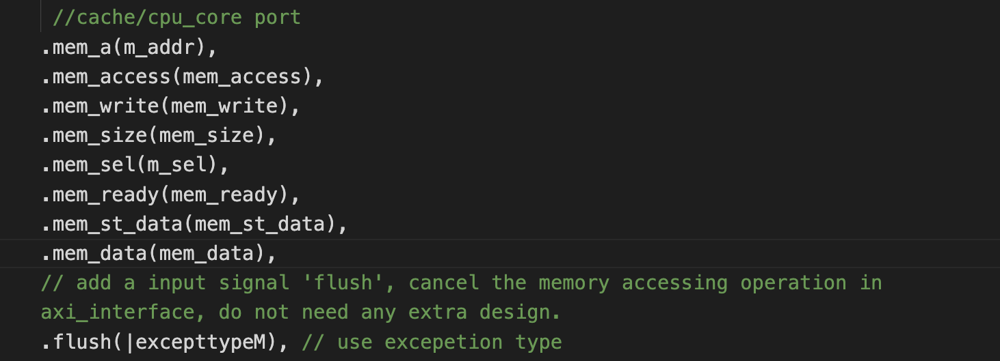 //cache/cpu_core port
.mem_a(m_addr),
.mem_access(mem_access),
.mem_write(mem_write),
.mem_size(mem_size),
.mem_sel(m_sel),
.mem_ready(mem_ready),
.mem_st_data(mem_st_data),
.mem_data(mem_data),
// add a input signal 'flush', cancel the memory accessing operation in
axi_interface, do not need any extra design.
.flush(|excepttypeM), // use excepetion type